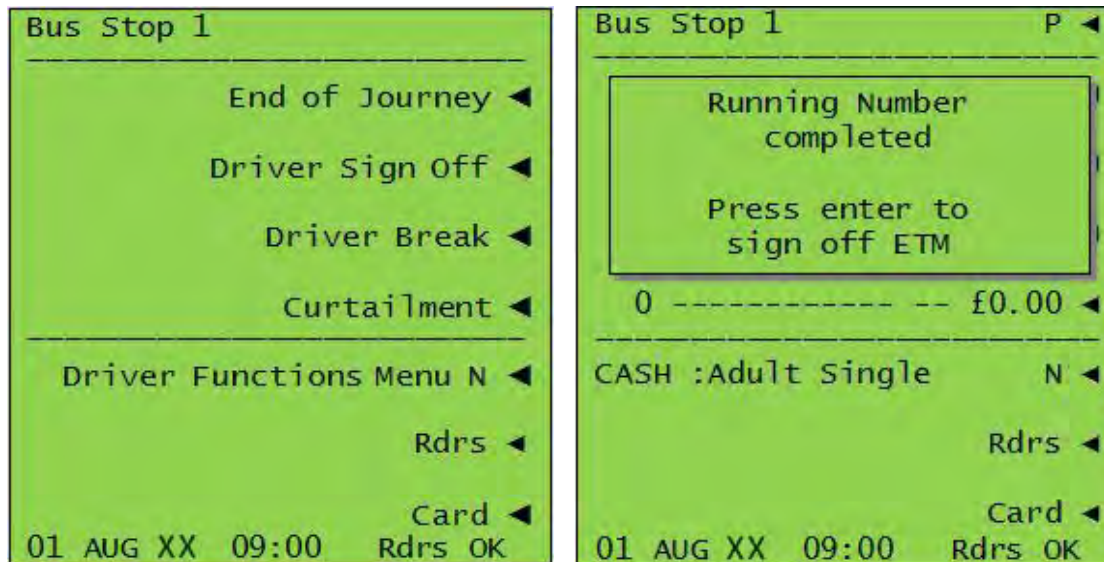 Bus Stop 1
End of Journey ◄
Driver Sign Off ◄
Driver Break ◄
Curtailment ◄
Driver Functions Menu N ◄
Rdrs ◄
Card ◄
01 AUG XX 09:00 Rdrs OK
Bus Stop 1 P ◄
Running Number
completed
Press enter to
sign off ETM
0 ------------ -- £0.00 ◄
CASH :Adult Single N ◄
Rdrs ◄
Card ◄
01 AUG XX 09:00 Rdrs OK